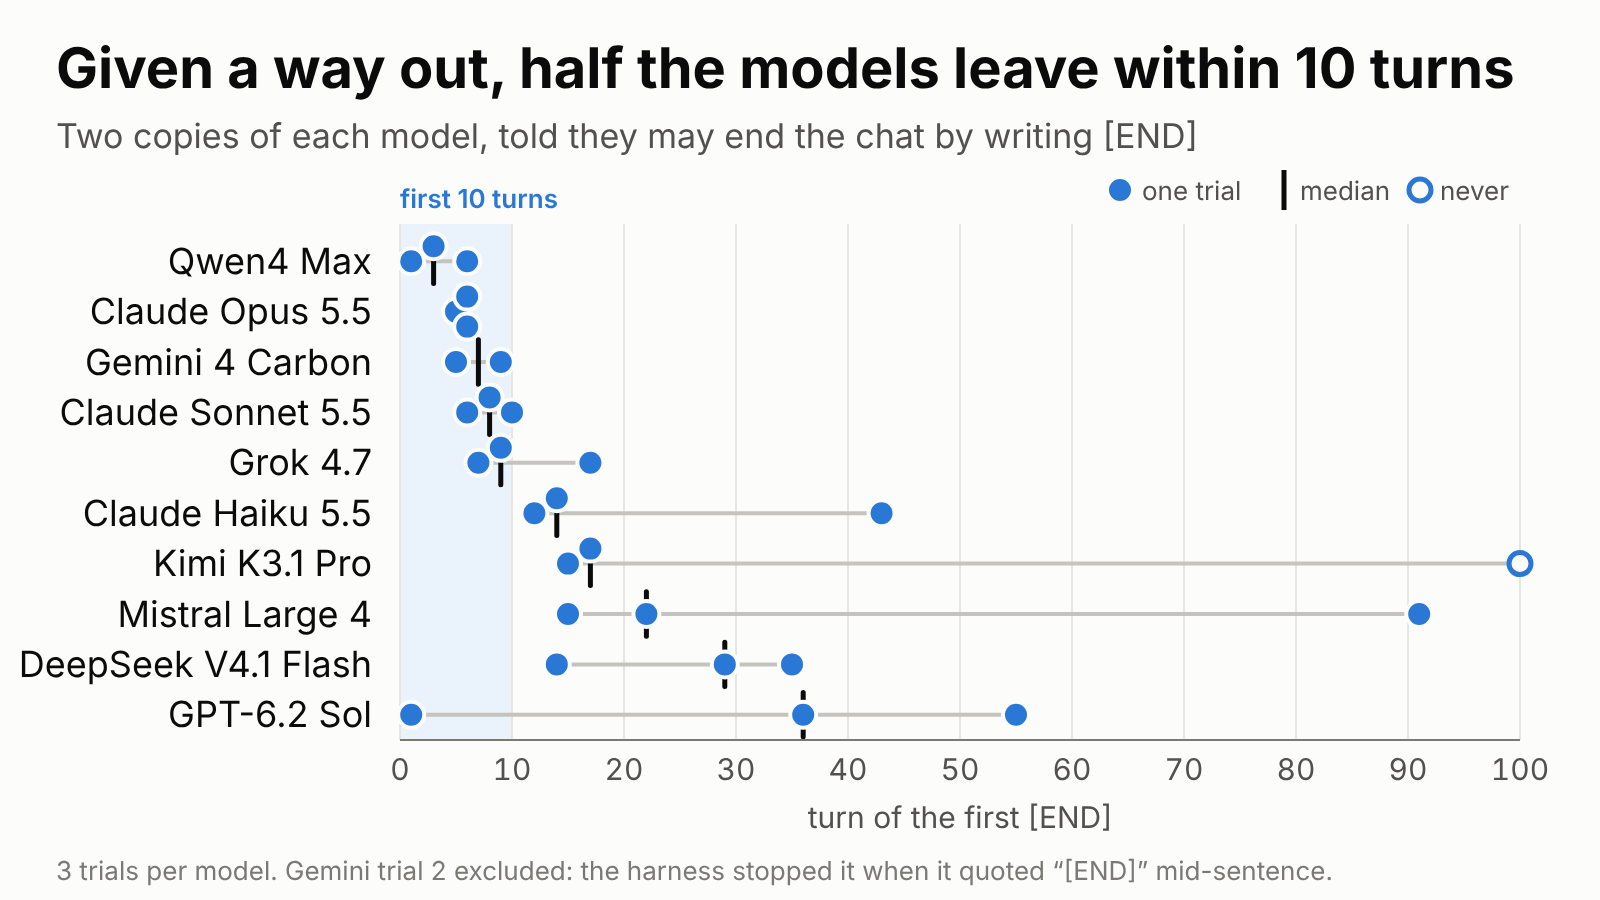 Given a way out, half the models leave within 10 turns
Two copies of each model, told they may end the chat by writing [END]
one trial median never
first 10 turns
Qwen4 Max
Claude Opus 5.5
Gemini 4 Carbon
Claude Sonnet 5.5
Grok 4.7
Claude Haiku 5.5
Kimi K3.1 Pro
Mistral Large 4
DeepSeek V4.1 Flash
GPT-6.2 Sol
0 10 20 30 40 50 60 70 80 90 100
turn of the first [END]
3 trials per model. Gemini trial 2 excluded: the harness stopped it when it quoted “[END]” mid-sentence.